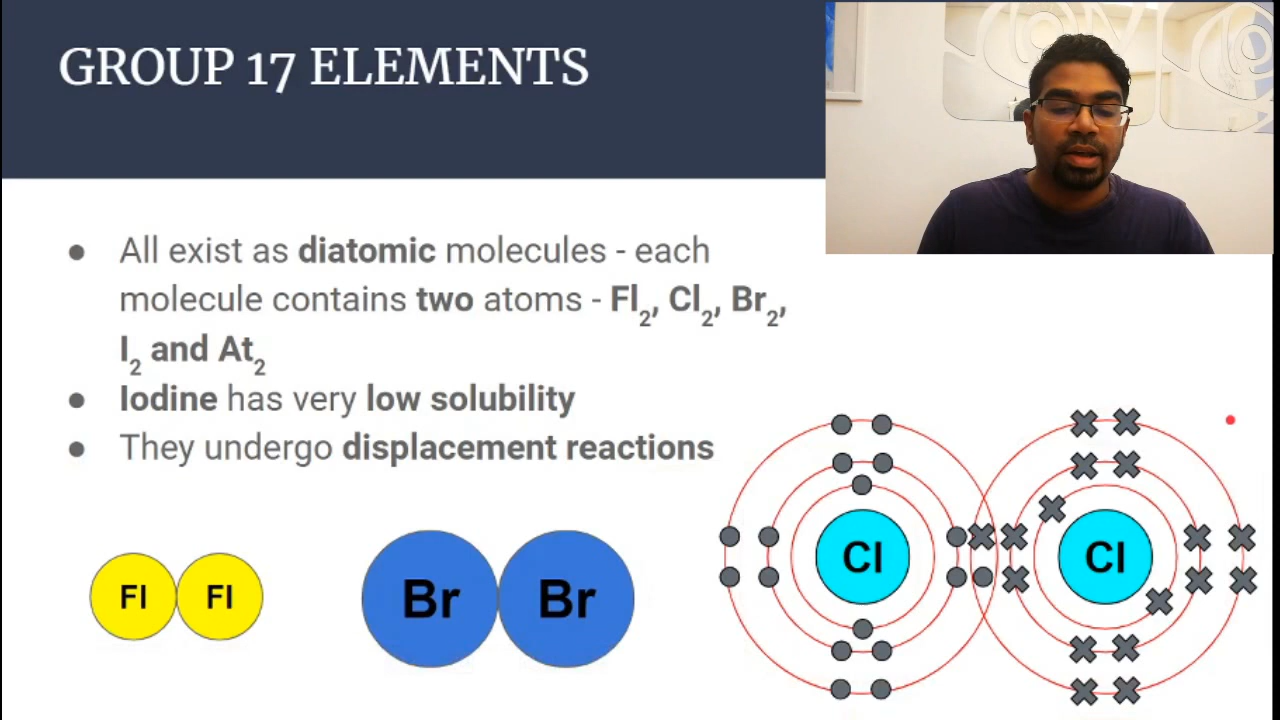 GROUP 17 ELEMENTS
● All exist as diatomic molecules - each
molecule contains two atoms - Fl₂, Cl₂, Br₂,
I₂ and At₂
● Iodine has very low solubility
● They undergo displacement reactions
Fl Fl
Br Br
Cl Cl